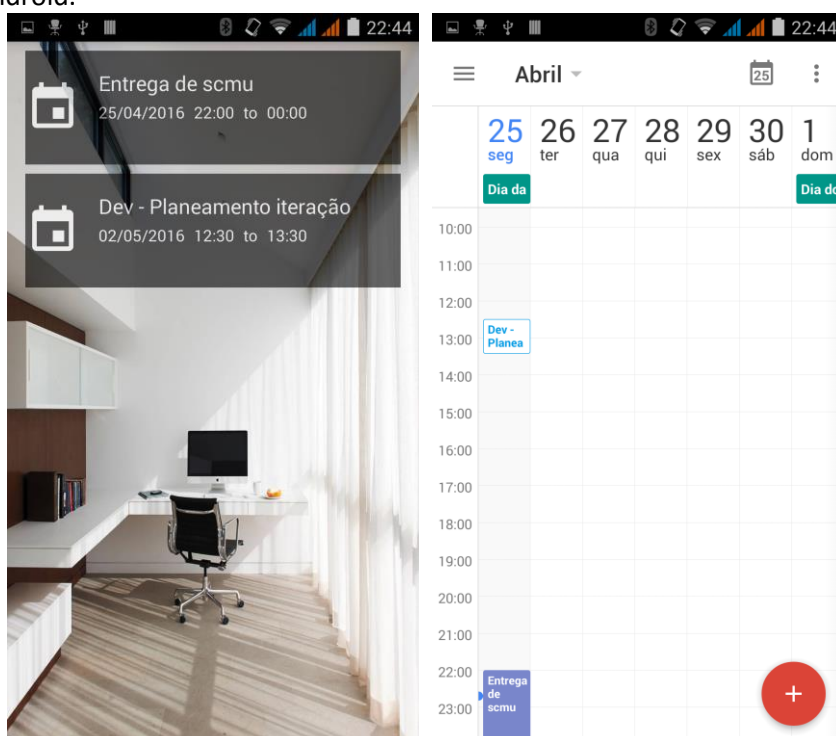 22:44
Entrega de scmu
25/04/2016 22:00 to 00:00
Dev - Planeamento iteração
02/05/2016 12:30 to 13:30
22:44
Abril
25
25 26 27 28 29 30 1
seg ter qua qui sex sáb dom
Dia da
10:00
11:00
12:00
Dev -
13:00
Planea
14:00
15:00
16:00
17:00
18:00
19:00
20:00
21:00
22:00
Entrega
de
scmu
23:00
+